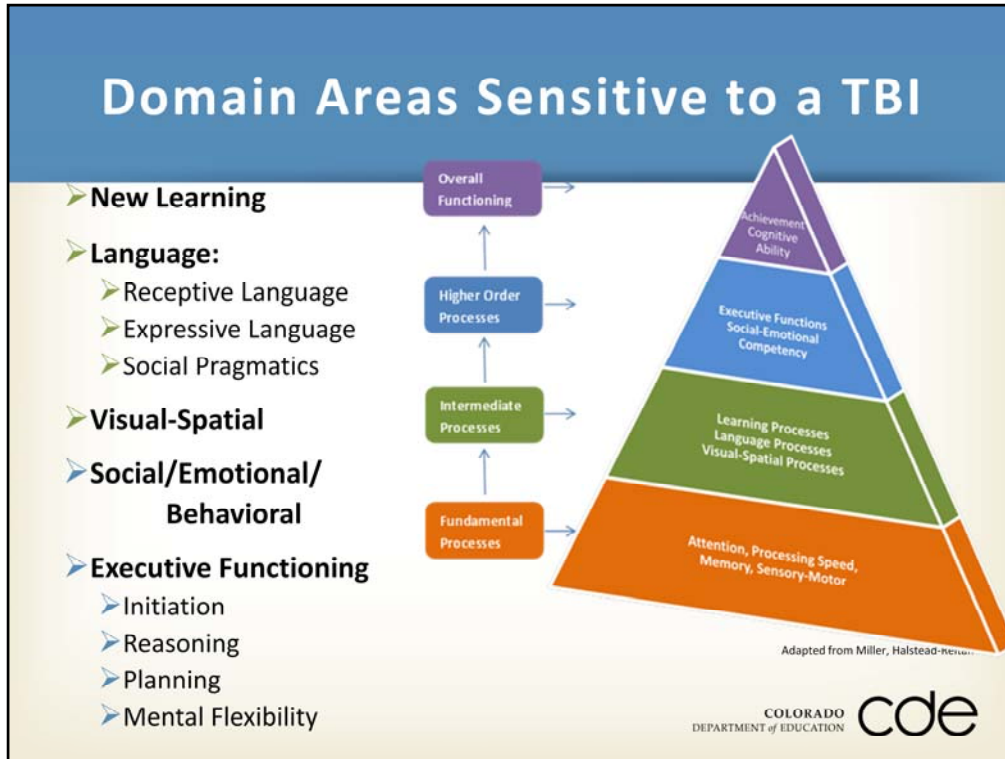 Domain Areas Sensitive to a TBI
New Learning
Language:
Receptive Language
Expressive Language
Social Pragmatics
Visual-Spatial
Social/Emotional/
Behavioral
Executive Functioning
Initiation
Reasoning
Planning
Mental Flexibility
Overall
Functioning
Higher Order
Processes
Intermediate
Processes
Fundamental
Processes
Achievement
Cognitive
Ability
Executive Functions
Social-Emotional
Competency
Learning Processes
Language Processes
Visual-Spatial Processes
Attention, Processing Speed,
Memory, Sensory-Motor
Adapted from Miller,
COLORADO
DEPARTMENT of EDUCATION
cde